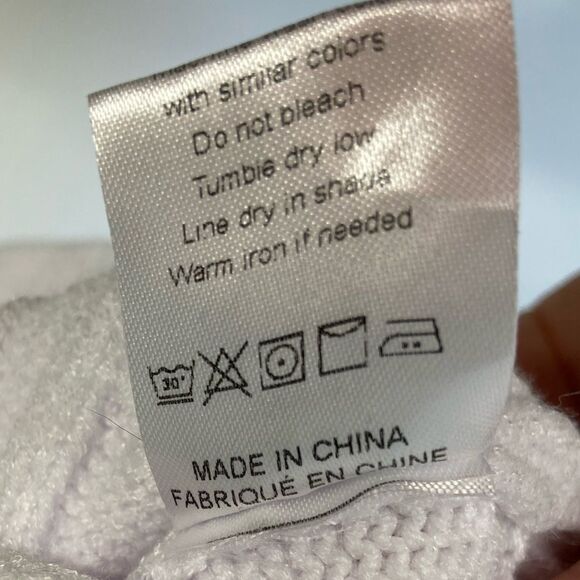 with similar colors
Do not bleach
Tumble dry low
Line dry in shade
Warm iron if needed
30°
MADE IN CHINA
FABRIQUÉ EN CHINE